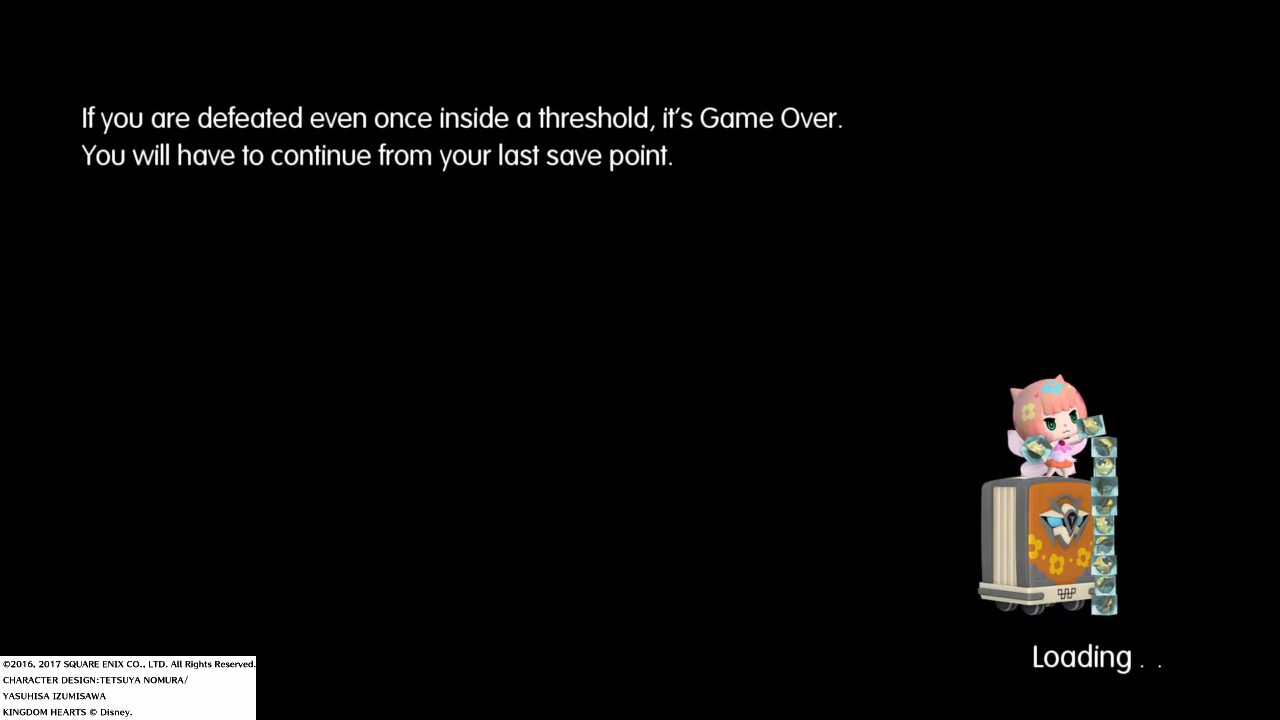 If you are defeated even once inside a threshold, it's Game Over.
You will have to continue from your last save point.
Loading . .
©2016, 2017 SQUARE ENIX CO., LTD. All Rights Reserved.
CHARACTER DESIGN:TETSUYA NOMURA/
YASUHISA IZUMISAWA
KINGDOM HEARTS © Disney.